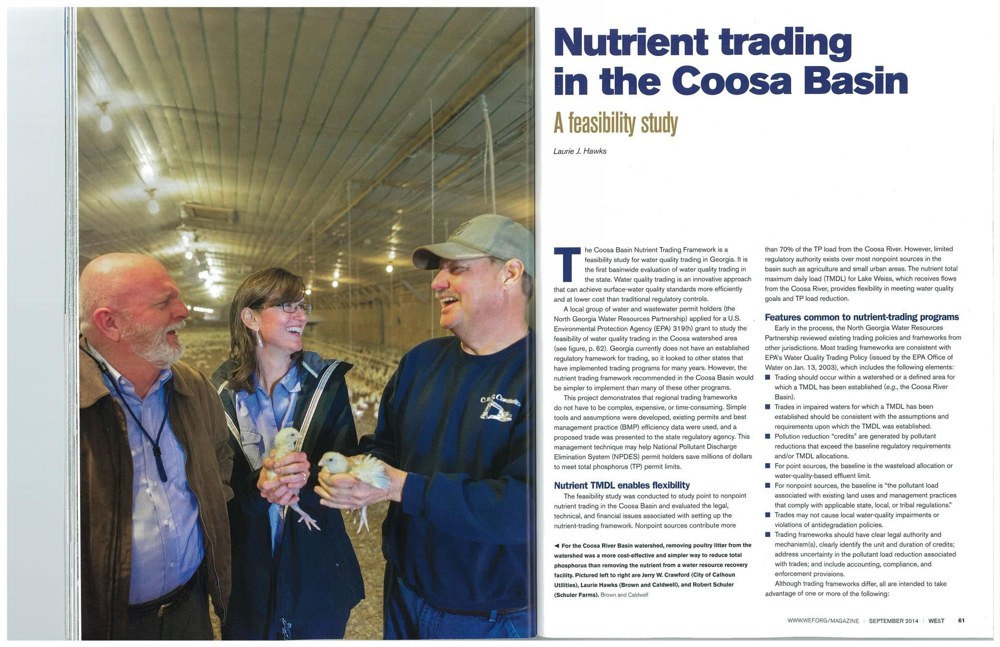 C&S
Nutrient trading
in the Coosa Basin
A feasibility study
Laurie J. Hawks
The Coosa Basin Nutrient Trading Framework is a
feasibility study for water quality trading in Georgia. It is
the first basinwide evaluation of water quality trading in
the state. Water quality trading is an innovative approach
that can achieve surface-water quality standards more efficiently
and at lower cost than traditional regulatory controls.
A local group of water and wastewater permit holders (the
North Georgia Water Resources Partnership) applied for a U.S.
Environmental Protection Agency (EPA) 319(h) grant to study the
feasibility of water quality trading in the Coosa watershed area
(see figure, p. 62). Georgia currently does not have an established
regulatory framework for trading, so it looked to other states that
have implemented trading programs for many years. However, the
nutrient trading framework recommended in the Coosa Basin would
be simpler to implement than many of these other programs.
This project demonstrates that regional trading frameworks
do not have to be complex, expensive, or time-consuming. Simple
tools and assumptions were developed, existing permits and best
management practice (BMP) efficiency data were used, and a
proposed trade was presented to the state regulatory agency. This
management technique may help National Pollutant Discharge
Elimination System (NPDES) permit holders save millions of dollars
to meet total phosphorus (TP) permit limits.
Nutrient TMDL enables flexibility
The feasibility study was conducted to study point to nonpoint
nutrient trading in the Coosa Basin and evaluated the legal,
technical, and financial issues associated with setting up the
nutrient-trading framework. Nonpoint sources contribute more
◄ For the Coosa River Basin watershed, removing poultry litter from the
watershed was a more cost-effective and simpler way to reduce total
phosphorus than removing the nutrient from a water resource recovery
facility. Pictured left to right are Jerry W. Crawford (City of Calhoun
Utilities), Laurie Hawks (Brown and Caldwell), and Robert Schuler
(Schuler Farms). Brown and Caldwell
than 70% of the TP load from the Coosa River. However, limited
regulatory authority exists over most nonpoint sources in the
basin such as agriculture and small urban areas. The nutrient total
maximum daily load (TMDL) for Lake Weiss, which receives flows
from the Coosa River, provides flexibility in meeting water quality
goals and TP load reduction.
Features common to nutrient-trading programs
Early in the process, the North Georgia Water Resources
Partnership reviewed existing trading policies and frameworks from
other jurisdictions. Most trading frameworks are consistent with
EPA's Water Quality Trading Policy (issued by the EPA Office of
Water on Jan. 13, 2003), which includes the following elements:
■ Trading should occur within a watershed or a defined area for
which a TMDL has been established (e.g., the Coosa River
Basin).
■ Trades in impaired waters for which a TMDL has been
established should be consistent with the assumptions and
requirements upon which the TMDL was established.
■ Pollution reduction “credits” are generated by pollutant
reductions that exceed the baseline regulatory requirements
and/or TMDL allocations.
■ For point sources, the baseline is the wasteload allocation or
water-quality-based effluent limit.
■ For nonpoint sources, the baseline is “the pollutant load
associated with existing land uses and management practices
that comply with applicable state, local, or tribal regulations.”
■ Trades may not cause local water-quality impairments or
violations of antidegradation policies.
■ Trading frameworks should have clear legal authority and
mechanism(s), clearly identify the unit and duration of credits;
address uncertainty in the pollutant load reduction associated
with trades; and include accounting, compliance, and
enforcement provisions.
Although trading frameworks differ, all are intended to take
advantage of one or more of the following:
WWW.WEF.ORG/MAGAZINE | SEPTEMBER 2014 | WE&T 61